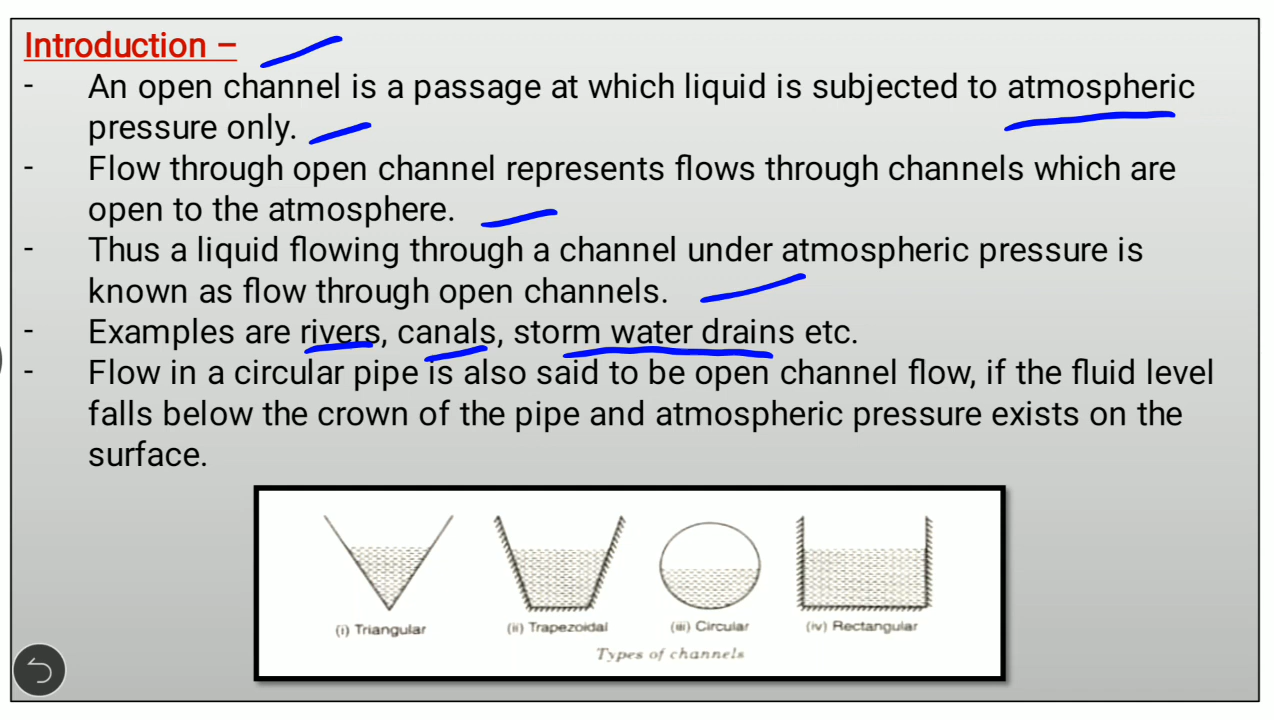 Introduction –
- An open channel is a passage at which liquid is subjected to atmospheric
pressure only.
- Flow through open channel represents flows through channels which are
open to the atmosphere.
- Thus a liquid flowing through a channel under atmospheric pressure is
known as flow through open channels.
- Examples are rivers, canals, storm water drains etc.
- Flow in a circular pipe is also said to be open channel flow, if the fluid level
falls below the crown of the pipe and atmospheric pressure exists on the
surface.
(i) Triangular (ii) Trapezoidal (iii) Circular (iv) Rectangular
Types of channels